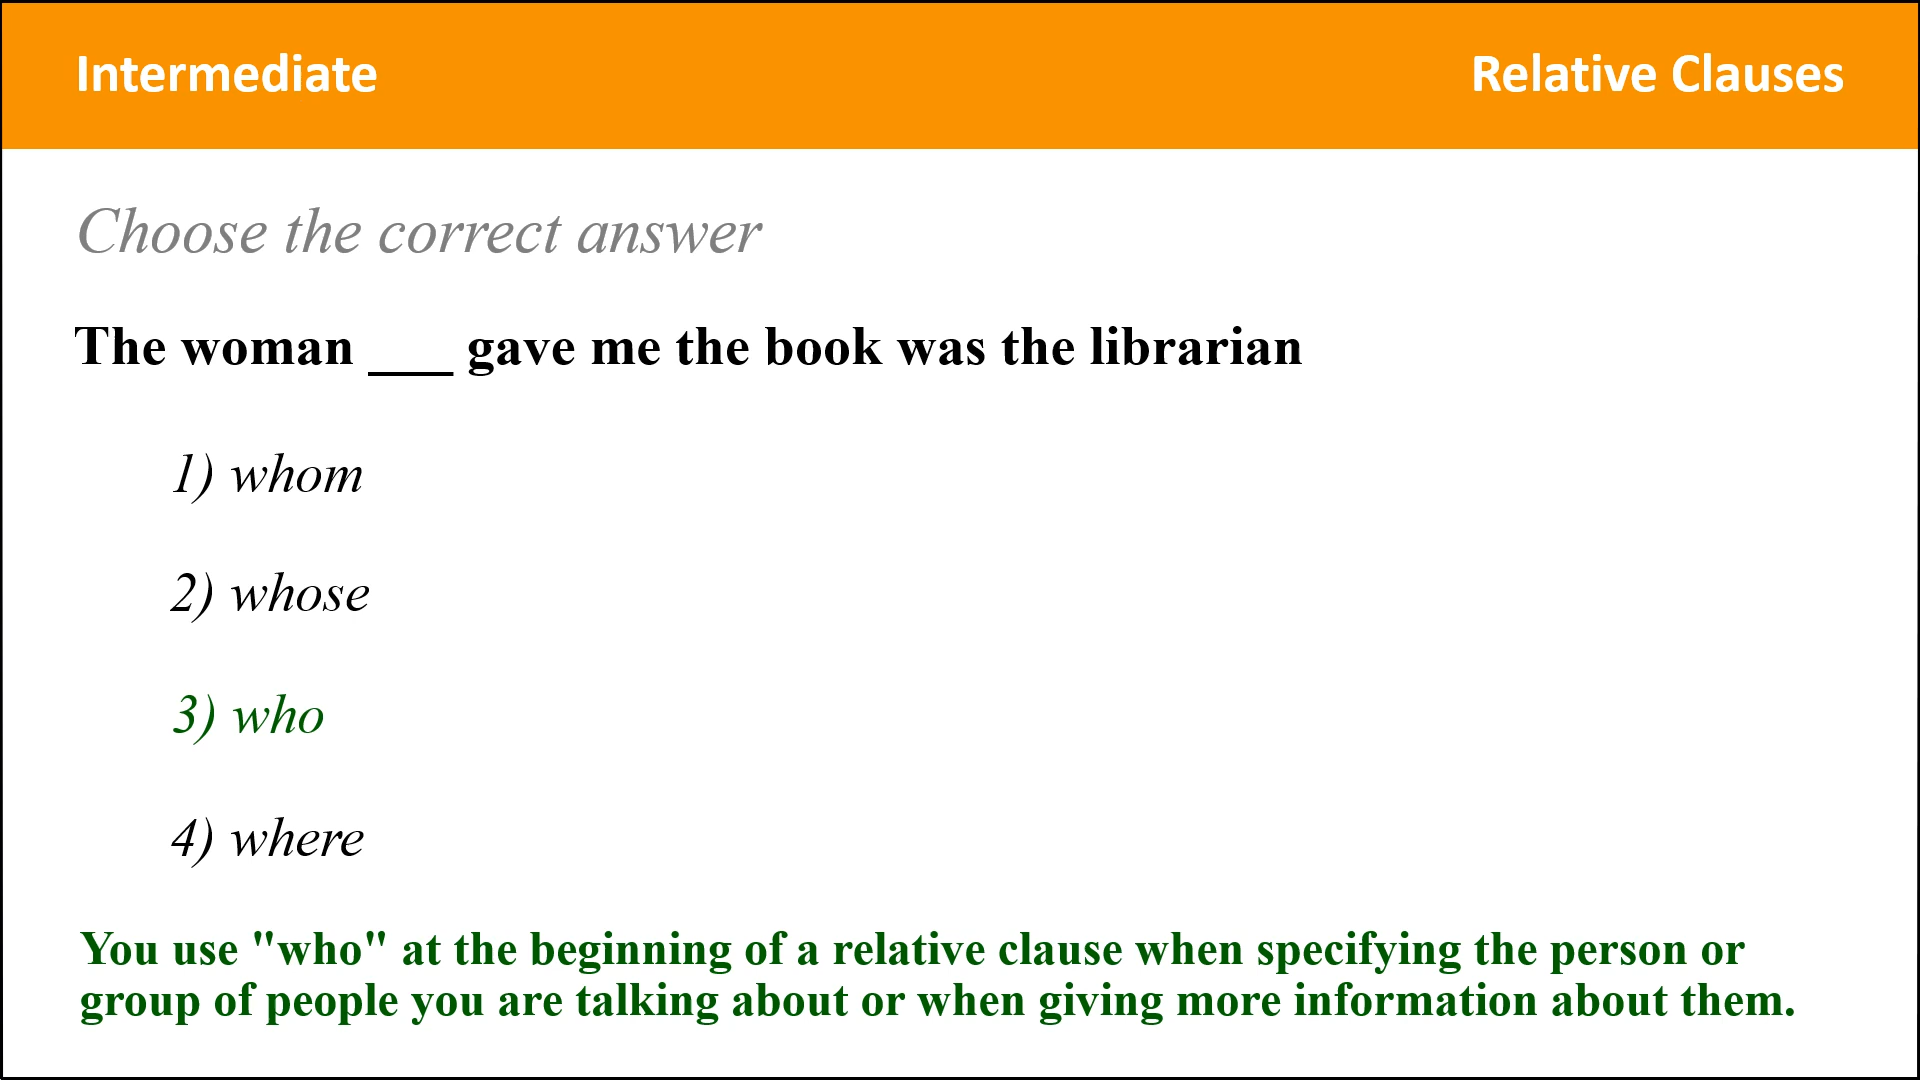 Intermediate
Relative Clauses
Choose the correct answer
The woman ___ gave me the book was the librarian
1) whom
2) whose
3) who
4) where
You use "who" at the beginning of a relative clause when specifying the person or
group of people you are talking about or when giving more information about them.